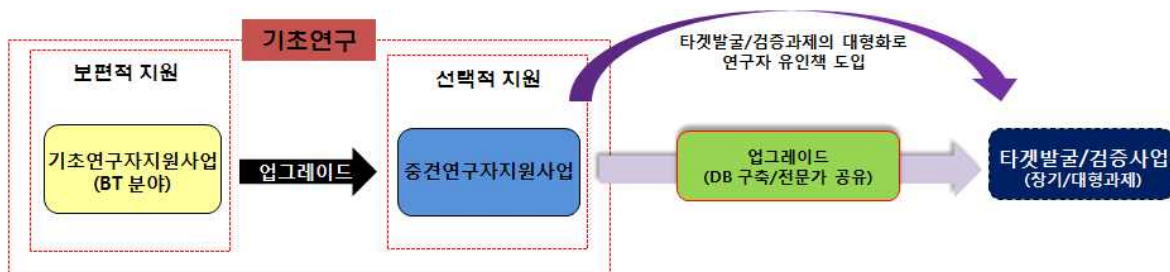 기초연구
보편적 지원
선택적 지원
타겟발굴/검증과제의 대형화로
연구자 유인책 도입
기초연구자지원사업
(BT 분야)
업그레이드
중견연구자지원사업
업그레이드
(DB 구축/전문가 공유)
타겟발굴/검증사업
(장기/대형과제)